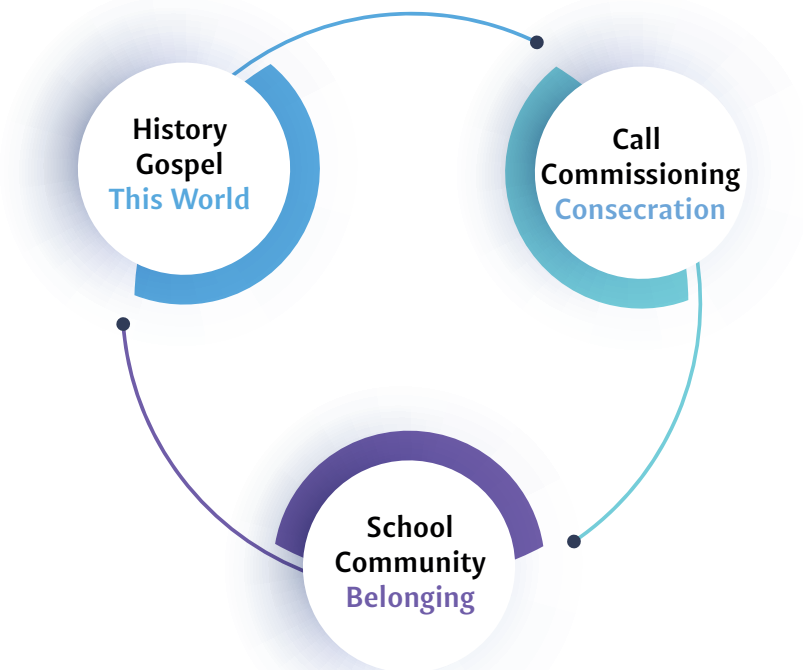 History
Gospel
This World
Call
Commissioning
Consecration
School
Community
Belonging